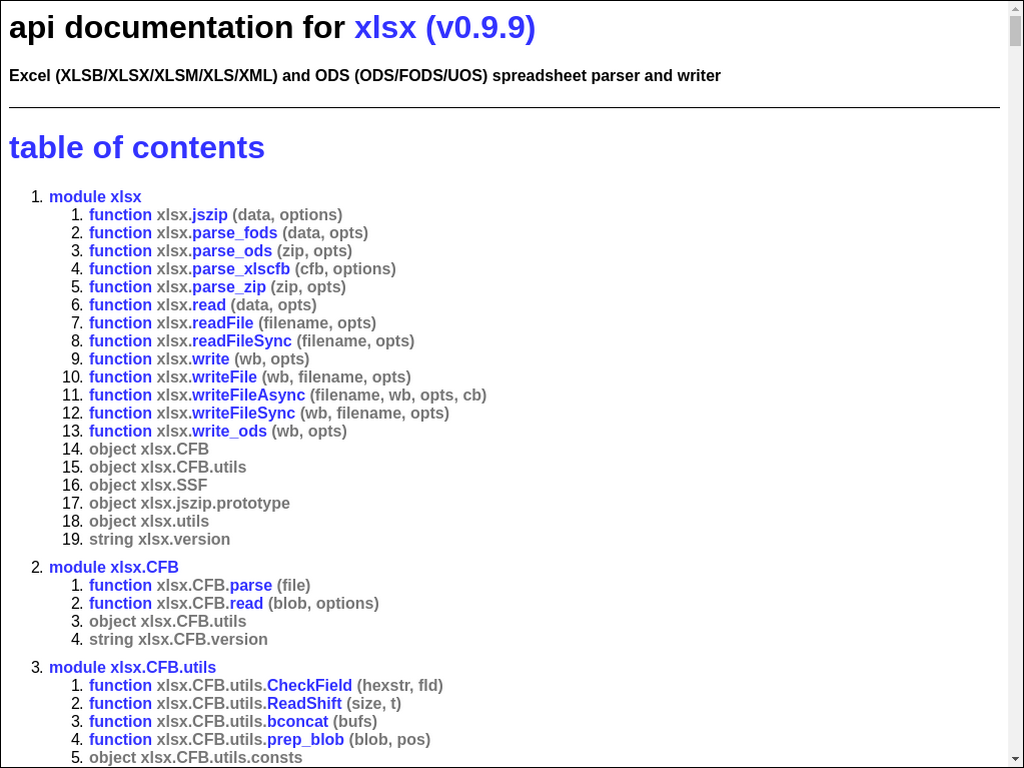 api documentation for xlsx (v0.9.9)
Excel (XLSB/XLSX/XLSM/XLS/XML) and ODS (ODS/FODS/UOS) spreadsheet parser and writer
table of contents
1. module xlsx
1. function xlsx.jszip (data, options)
2. function xlsx.parse_fods (data, opts)
3. function xlsx.parse_ods (zip, opts)
4. function xlsx.parse_xlscfb (cfb, options)
5. function xlsx.parse_zip (zip, opts)
6. function xlsx.read (data, opts)
7. function xlsx.readFile (filename, opts)
8. function xlsx.readFileSync (filename, opts)
9. function xlsx.write (wb, opts)
10. function xlsx.writeFile (wb, filename, opts)
11. function xlsx.writeFileAsync (filename, wb, opts, cb)
12. function xlsx.writeFileSync (wb, filename, opts)
13. function xlsx.write_ods (wb, opts)
14. object xlsx.CFB
15. object xlsx.CFB.utils
16. object xlsx.SSF
17. object xlsx.jszip.prototype
18. object xlsx.utils
19. string xlsx.version
2. module xlsx.CFB
1. function xlsx.CFB.parse (file)
2. function xlsx.CFB.read (blob, options)
3. object xlsx.CFB.utils
4. string xlsx.CFB.version
3. module xlsx.CFB.utils
1. function xlsx.CFB.utils.CheckField (hexstr, fld)
2. function xlsx.CFB.utils.ReadShift (size, t)
3. function xlsx.CFB.utils.bconcat (bufs)
4. function xlsx.CFB.utils.prep_blob (blob, pos)
5. object xlsx.CFB.utils.consts